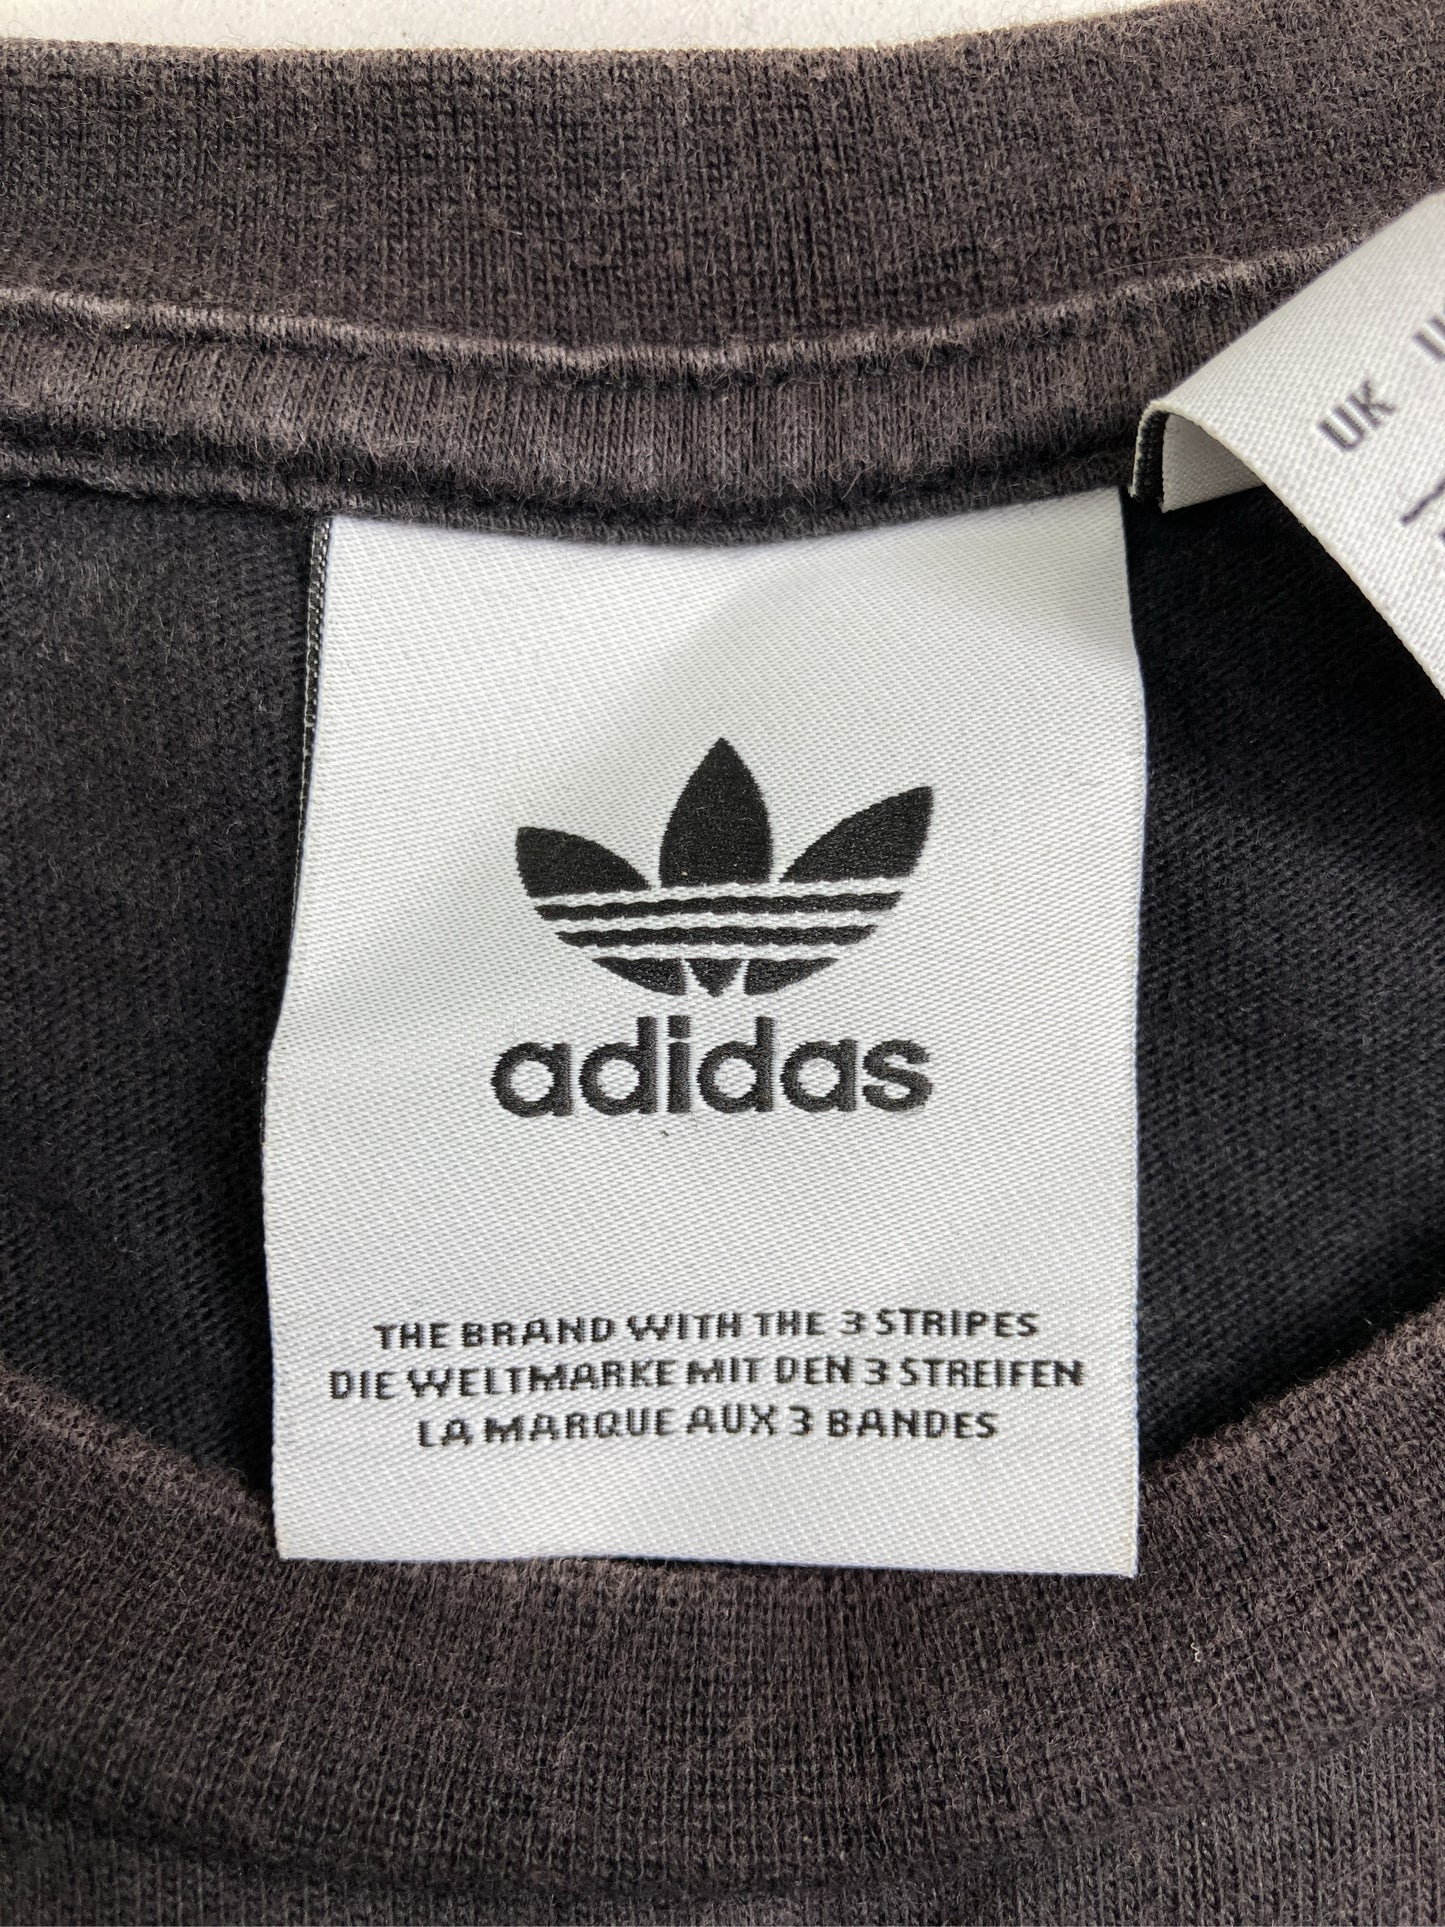 UK
adidas
THE BRAND WITH THE 3 STRIPES
DIE WELTMARKE MIT DEN 3 STREIFEN
LA MARQUE AUX 3 BANDES